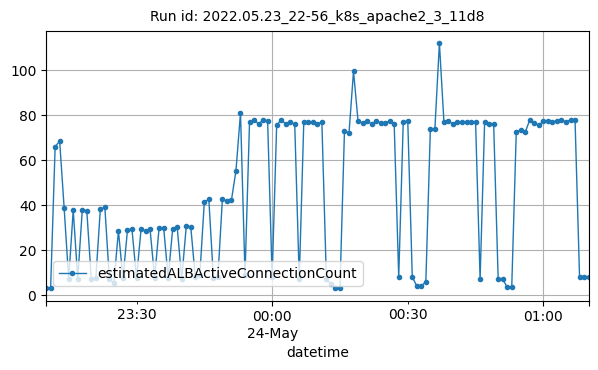 Run id: 2022.05.23_22-56_k8s_apache2_3_11d8
100
80
60
40
20
0
estimatedALBActiveConnectionCount
23:30
00:00
24-May
00:30
01:00
datetime